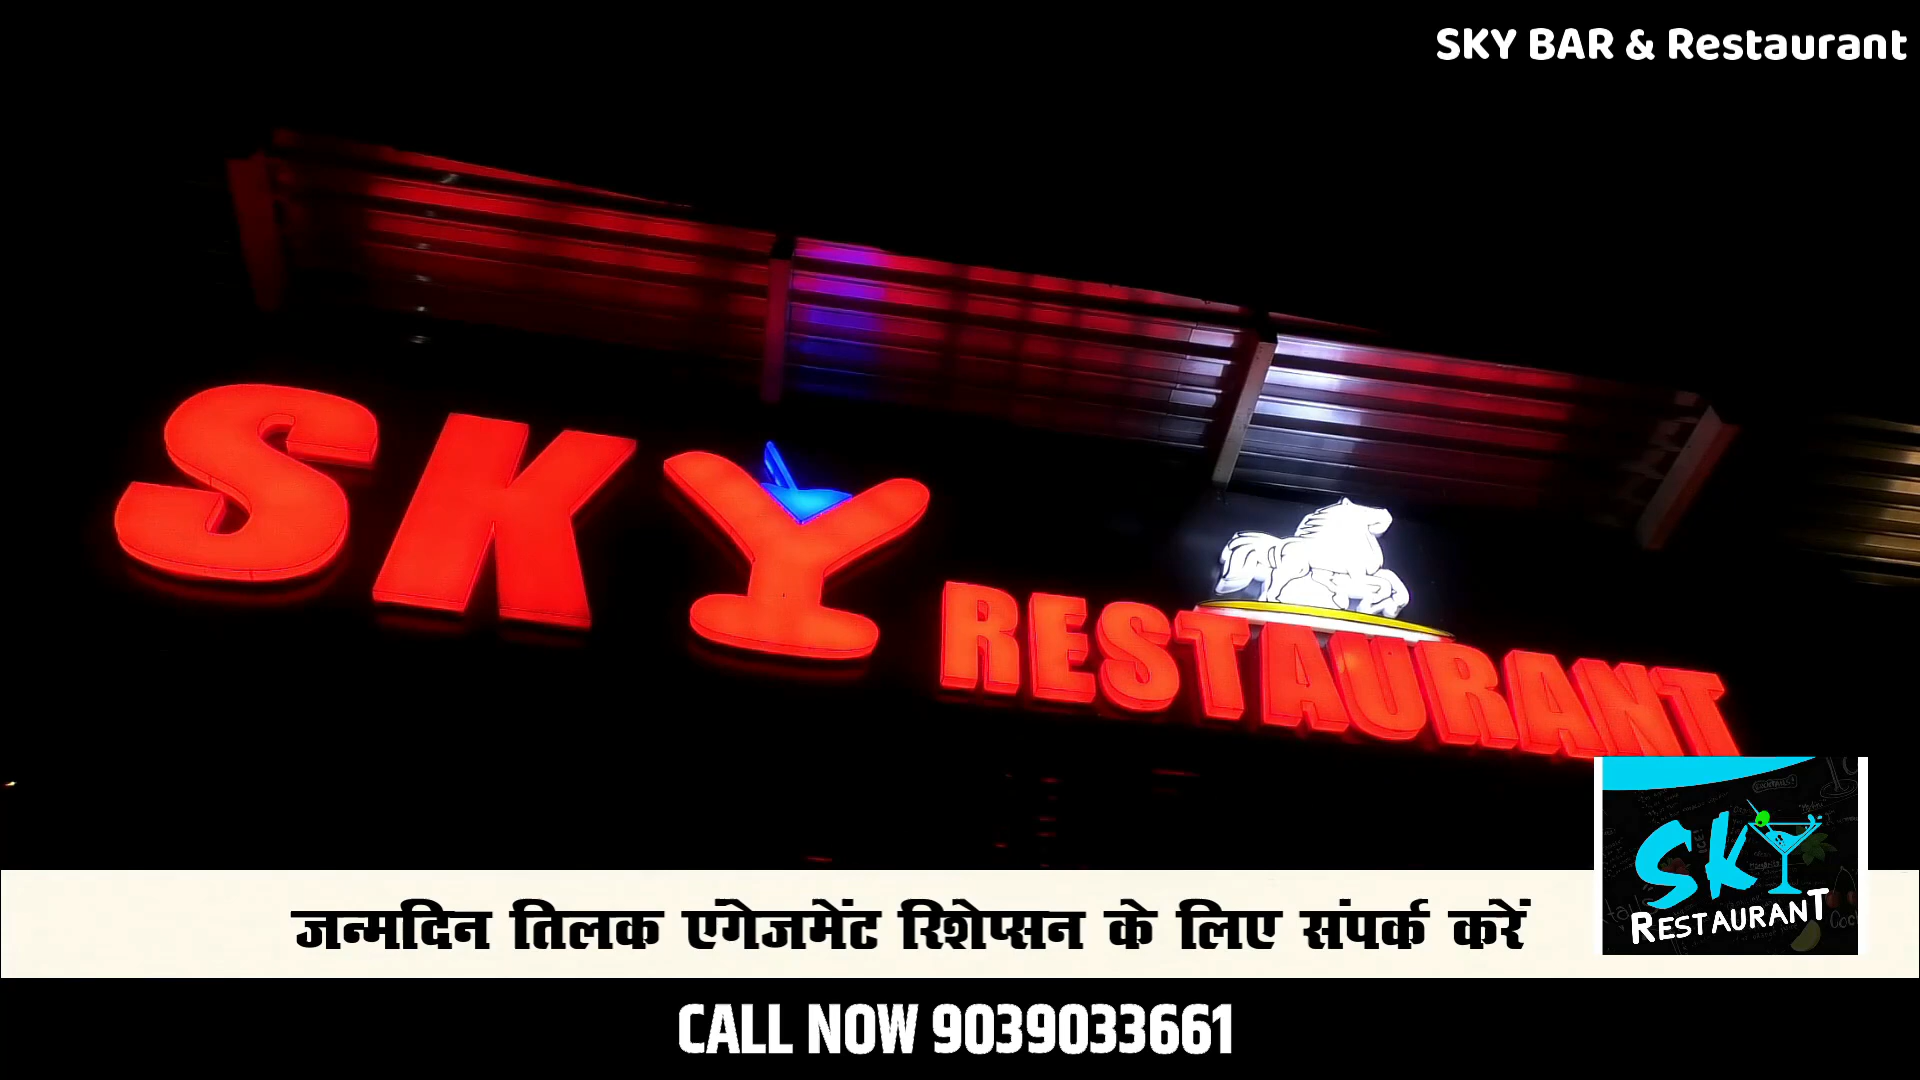 SKY BAR & Restaurant
SKY RESTAURANT
SKY
RESTAURANT
जन्मदिन तिलक एंगेजमेंट रिशेप्सन के लिए संपर्क करें
CALL NOW 9039033661